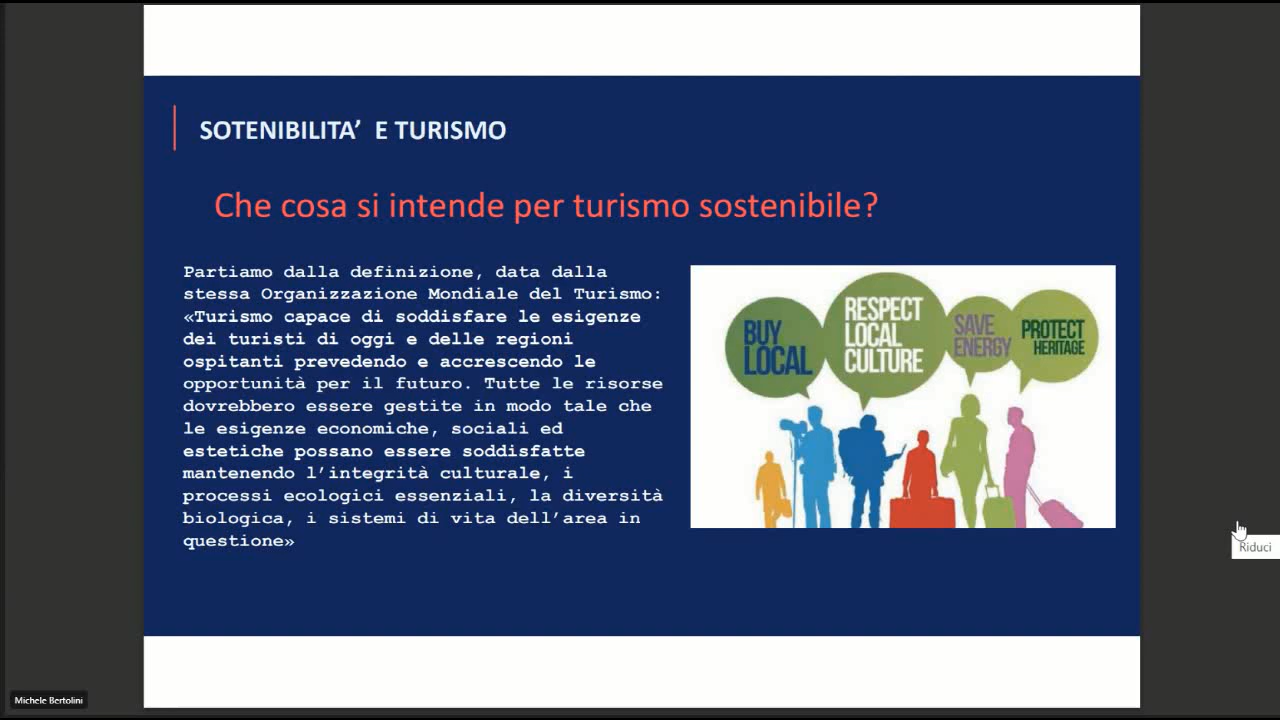 SOTENIBILITA’ E TURISMO
Che cosa si intende per turismo sostenibile?
Partiamo dalla definizione, data dalla
stessa Organizzazione Mondiale del Turismo:
«Turismo capace di soddisfare le esigenze
dei turisti di oggi e delle regioni
ospitanti prevedendo e accrescendo le
opportunità per il futuro. Tutte le risorse
dovrebbero essere gestite in modo tale che
le esigenze economiche, sociali ed
estetiche possano essere soddisfatte
mantenendo l’integrità culturale, i
processi ecologici essenziali, la diversità
biologica, i sistemi di vita dell’area in
questione»
BUY
LOCAL
RESPECT
LOCAL
CULTURE
SAVE
ENERGY
PROTECT
HERITAGE
Riduci
Michele Bertolini